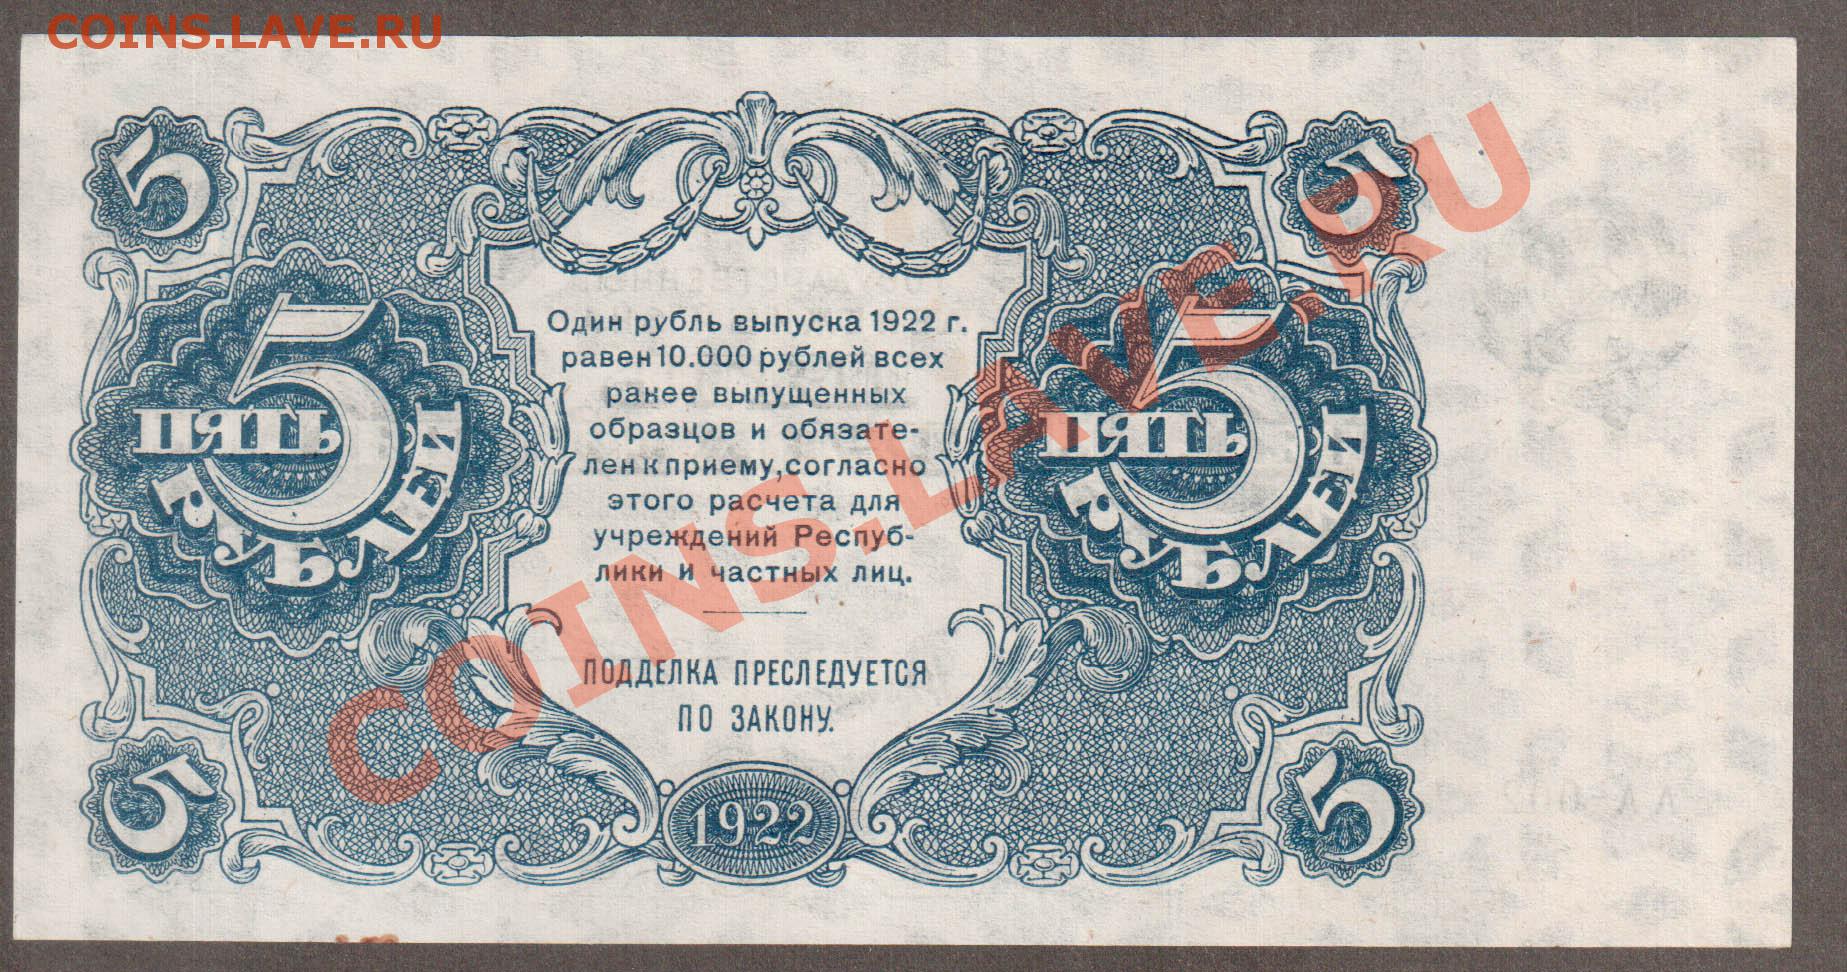 COINS.LAVE.RU
5
5
Один рубль выпуска 1922 г.
равен 10.000 рублей всех
ранее выпущенных
образцов и обязате-
лен к приему, согласно
этого расчета для
учреждений Респуб-
лики и частных лиц.
5
ПЯТЬ
РУБЛЕЙ
5
ПЯТЬ
РУБЛЕЙ
COINS.LAVE.RU
ПОДДЕЛКА ПРЕСЛЕДУЕТСЯ
ПО ЗАКОНУ.
5
1922
5